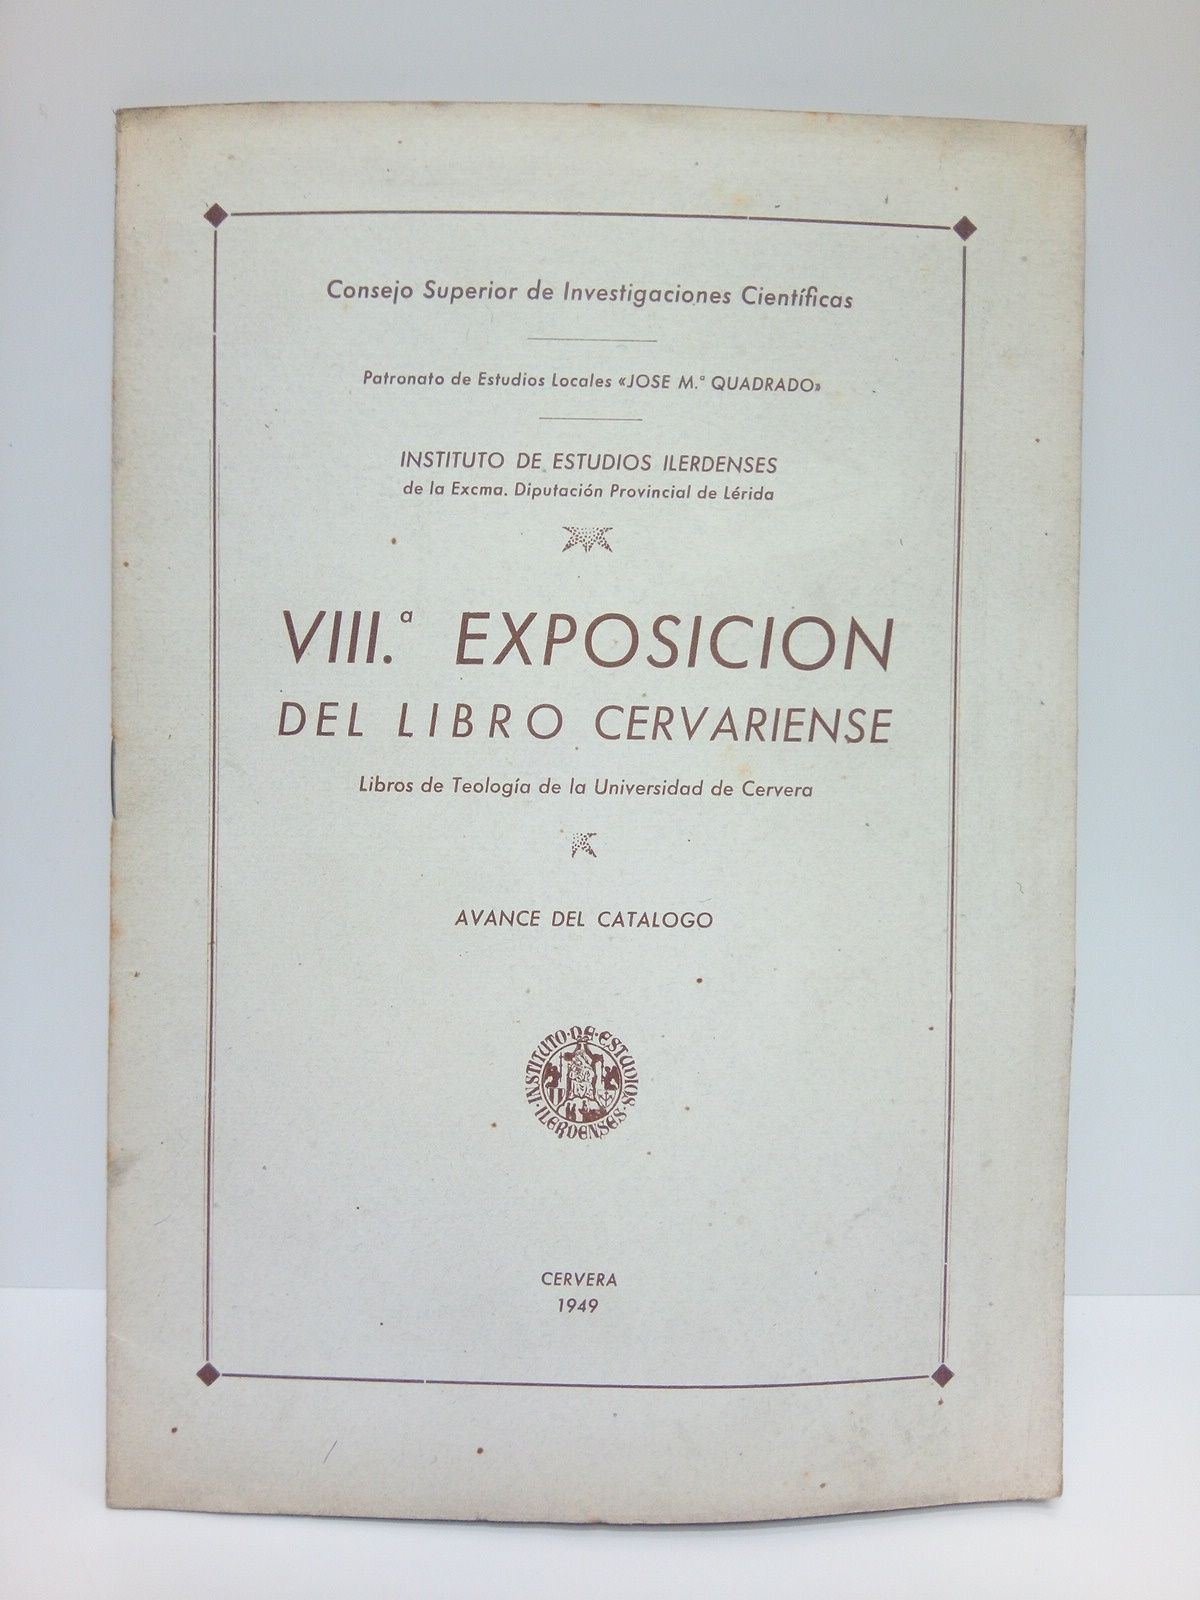 Consejo Superior de Investigaciones Científicas
Patronato de Estudios Locales «JOSE M.ª QUADRADO»
INSTITUTO DE ESTUDIOS ILERDENSES
de la Excma. Diputación Provincial de Lérida
VIII.ª EXPOSICION
DEL LIBRO CERVARIENSE
Libros de Teología de la Universidad de Cervera
AVANCE DEL CATALOGO
INSTITUTO·DE·ESTUDIOS·ILERDENSES·
CERVERA
1949